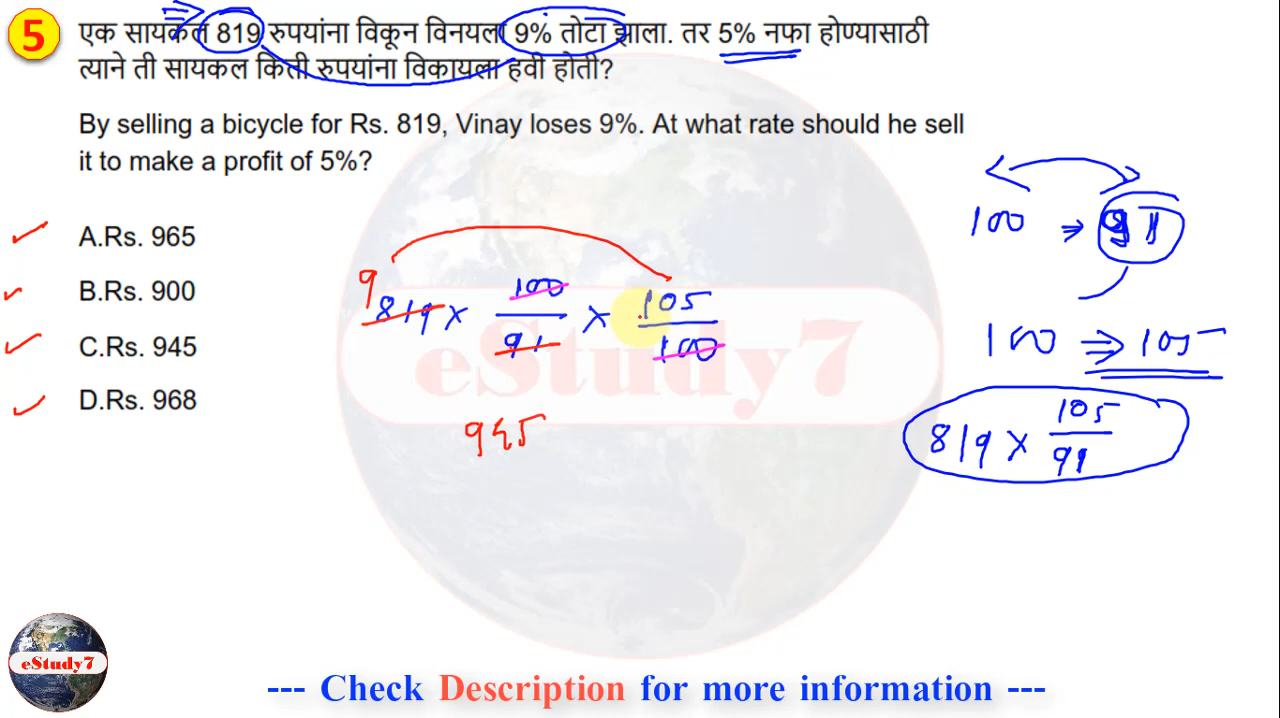 5
एक सायकल 819 रुपयांना विकून विनयला 9% तोटा झाला. तर 5% नफा होण्यासाठी
त्याने ती सायकल किती रुपयांना विकायला हवी होती?
By selling a bicycle for Rs. 819, Vinay loses 9%. At what rate should he sell
it to make a profit of 5%?
A.Rs. 965
B.Rs. 900
C.Rs. 945
D.Rs. 968
9
819 × 100/91 × 105/100
945
100 ⇒ 91
100 ⇒ 105
819 × 105/91
eStudy7
eStudy7
--- Check Description for more information ---